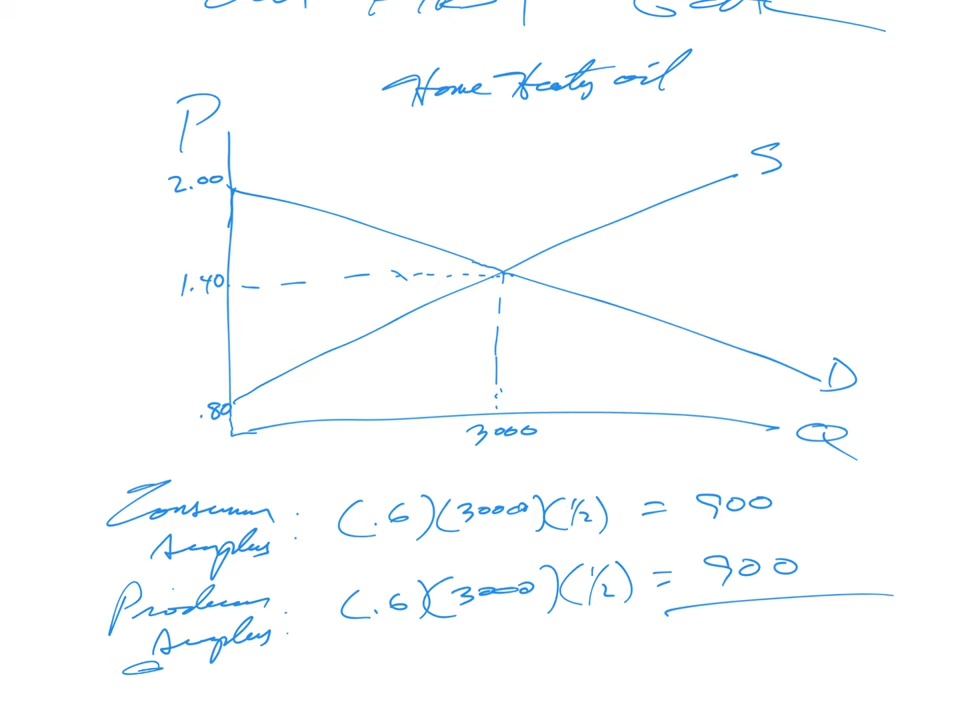 Home Heating oil
P
S
2.00
1.40
D
.80
3000
Q
Consumer : (.6)(3000)(1/2) = 900
Surplus
Producer : (.6)(3000)(1/2) = 900
Surplus